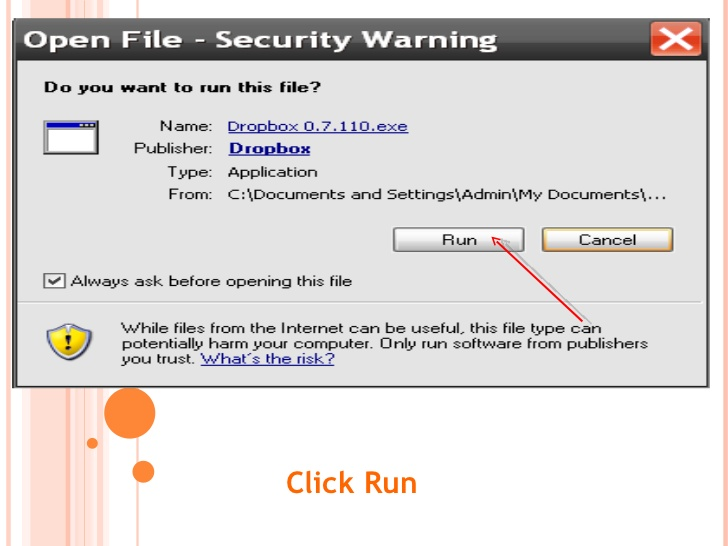 Open File - Security Warning
Do you want to run this file?
Name: Dropbox 0.7.110.exe
Publisher: Dropbox
Type: Application
From: C:\Documents and Settings\Admin\My Documents\...
Run Cancel
Always ask before opening this file
While files from the Internet can be useful, this file type can
potentially harm your computer. Only run software from publishers
you trust. What's the risk?
Click Run